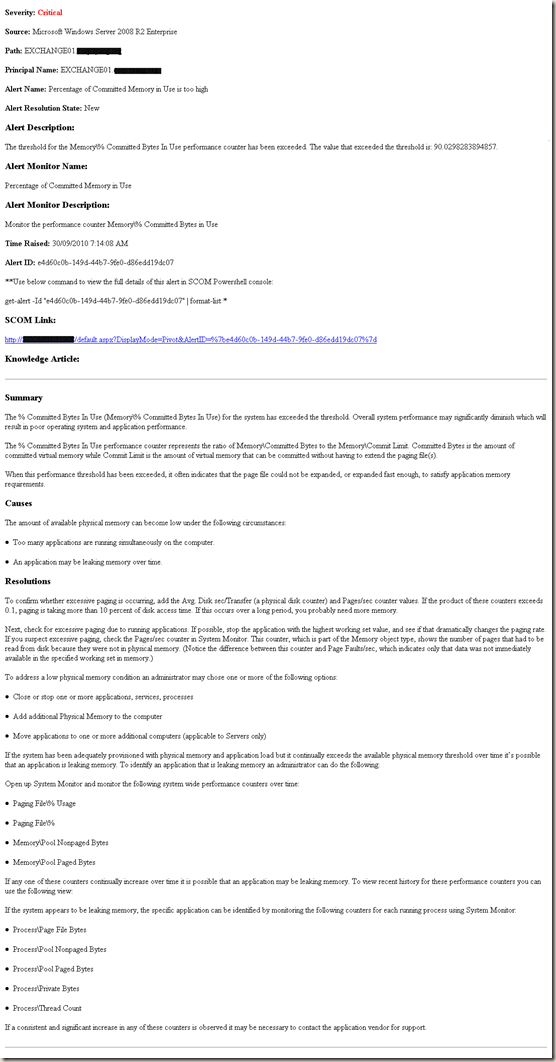 Severity: Critical
Source: Microsoft Windows Server 2008 R2 Enterprise
Path: EXCHANGE01.
Principal Name: EXCHANGE01.
Alert Name: Percentage of Committed Memory in Use is too high
Alert Resolution State: New
Alert Description:
The threshold for the Memory\% Committed Bytes In Use performance counter has been exceeded. The value that exceeded the threshold is: 90.0298283894857.
Alert Monitor Name:
Percentage of Committed Memory in Use
Alert Monitor Description:
Monitor the performance counter Memory\% Committed Bytes in Use
Time Raised: 30/09/2010 7:14:08 AM
Alert ID: e4d60c0b-149d-44b7-9fe0-d86edd19dc07
**Use below command to view the full details of this alert in SCOM Powershell console:
get-alert -Id "e4d60c0b-149d-44b7-9fe0-d86edd19dc07" | format-list *
SCOM Link:
http:// /default.aspx?DisplayMode=Pivot&AlertID=%7be4d60c0b-149d-44b7-9fe0-d86edd19dc07%7d
Knowledge Article:
Summary
The % Committed Bytes In Use (Memory\% Committed Bytes In Use) for the system has exceeded the threshold. Overall system performance may significantly diminish which will
result in poor operating system and application performance.
The % Committed Bytes In Use performance counter represents the ratio of Memory\Committed Bytes to the Memory\Commit Limit. Committed Bytes is the amount of
committed virtual memory while Commit Limit is the amount of virtual memory that can be committed without having to extend the paging file(s).
When this performance threshold has been exceeded, it often indicates that the page file could not be expanded, or expanded fast enough, to satisfy application memory
requirements.
Causes
The amount of available physical memory can become low under the following circumstances:
● Too many applications are running simultaneously on the computer.
● An application may be leaking memory over time.
Resolutions
To confirm whether excessive paging is occurring, add the Avg. Disk sec/Transfer (a physical disk counter) and Pages/sec counter values. If the product of these counters exceeds
0.1, paging is taking more than 10 percent of disk access time. If this occurs over a long period, you probably need more memory.
Next, check for excessive paging due to running applications. If possible, stop the application with the highest working set value, and see if that dramatically changes the paging rate.
If you suspect excessive paging, check the Pages/sec counter in System Monitor. This counter, which is part of the Memory object type, shows the number of pages that had to be
read from disk because they were not in physical memory. (Notice the difference between this counter and Page Faults/sec, which indicates only that data was not immediately
available in the specified working set in memory.)
To address a low physical memory condition an administrator may chose one or more of the following options:
● Close or stop one or more applications, services, processes
● Add additional Physical Memory to the computer
● Move applications to one or more additional computers (applicable to Servers only)
If the system has been adequately provisioned with physical memory and application load but it continually exceeds the available physical memory threshold over time it's possible
that an application is leaking memory. To identify an application that is leaking memory an administrator can do the following.
Open up System Monitor and monitor the following system wide performance counters over time:
● Paging File\% Usage
● Paging File\%
● Memory\Pool Nonpaged Bytes
● Memory\Pool Paged Bytes
If any one of these counters continually increase over time it is possible that an application may be leaking memory. To view recent history for these performance counters you can
use the following view:
If the system appears to be leaking memory, the specific application can be identified by monitoring the following counters for each running process using System Monitor:
● Process\Page File Bytes
● Process\Pool Nonpaged Bytes
● Process\Pool Paged Bytes
● Process\Private Bytes
● Process\Thread Count
If a consistent and significant increase in any of these counters is observed it may be necessary to contact the application vendor for support.